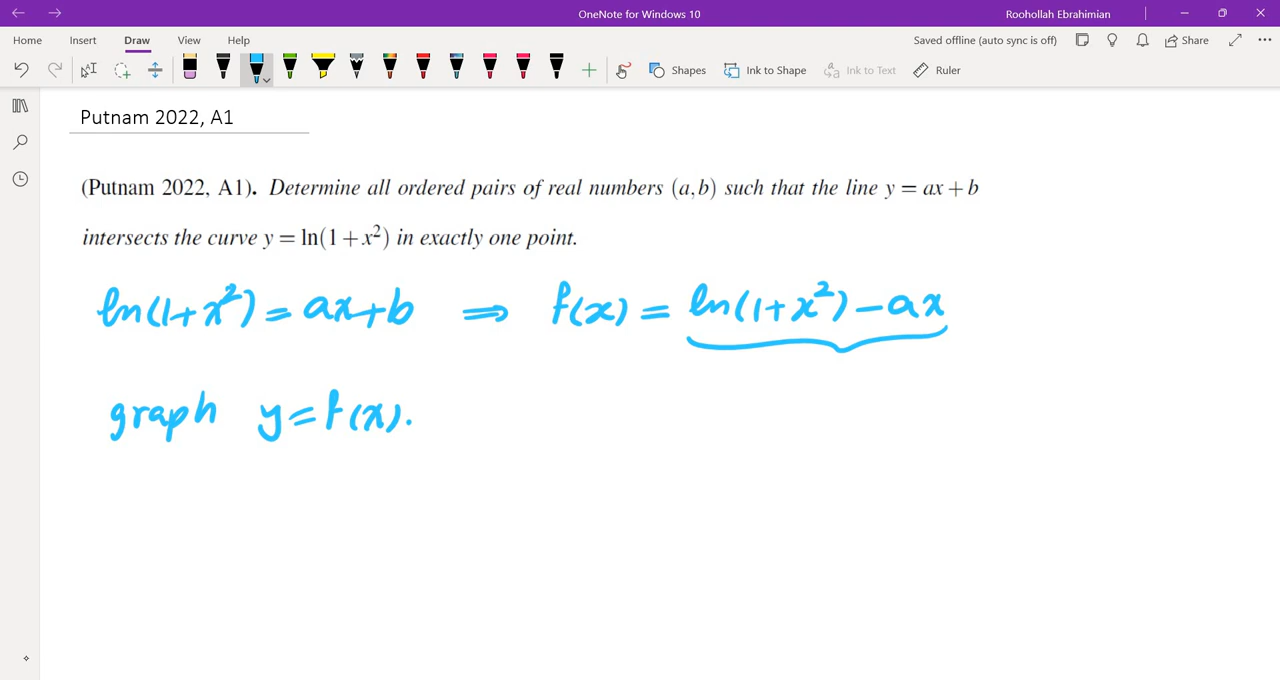 OneNote for Windows 10
Roohollah Ebrahimian
Home Insert Draw View Help
Saved offline (auto sync is off) Share
Shapes Ink to Shape Ink to Text Ruler
Putnam 2022, A1
(Putnam 2022, A1). Determine all ordered pairs of real numbers (a,b) such that the line y = ax + b
intersects the curve y = ln(1 + x²) in exactly one point.
ln(1+x²) = ax+b ⟹ f(x) = ln(1+x²) - ax
graph y=f(x).